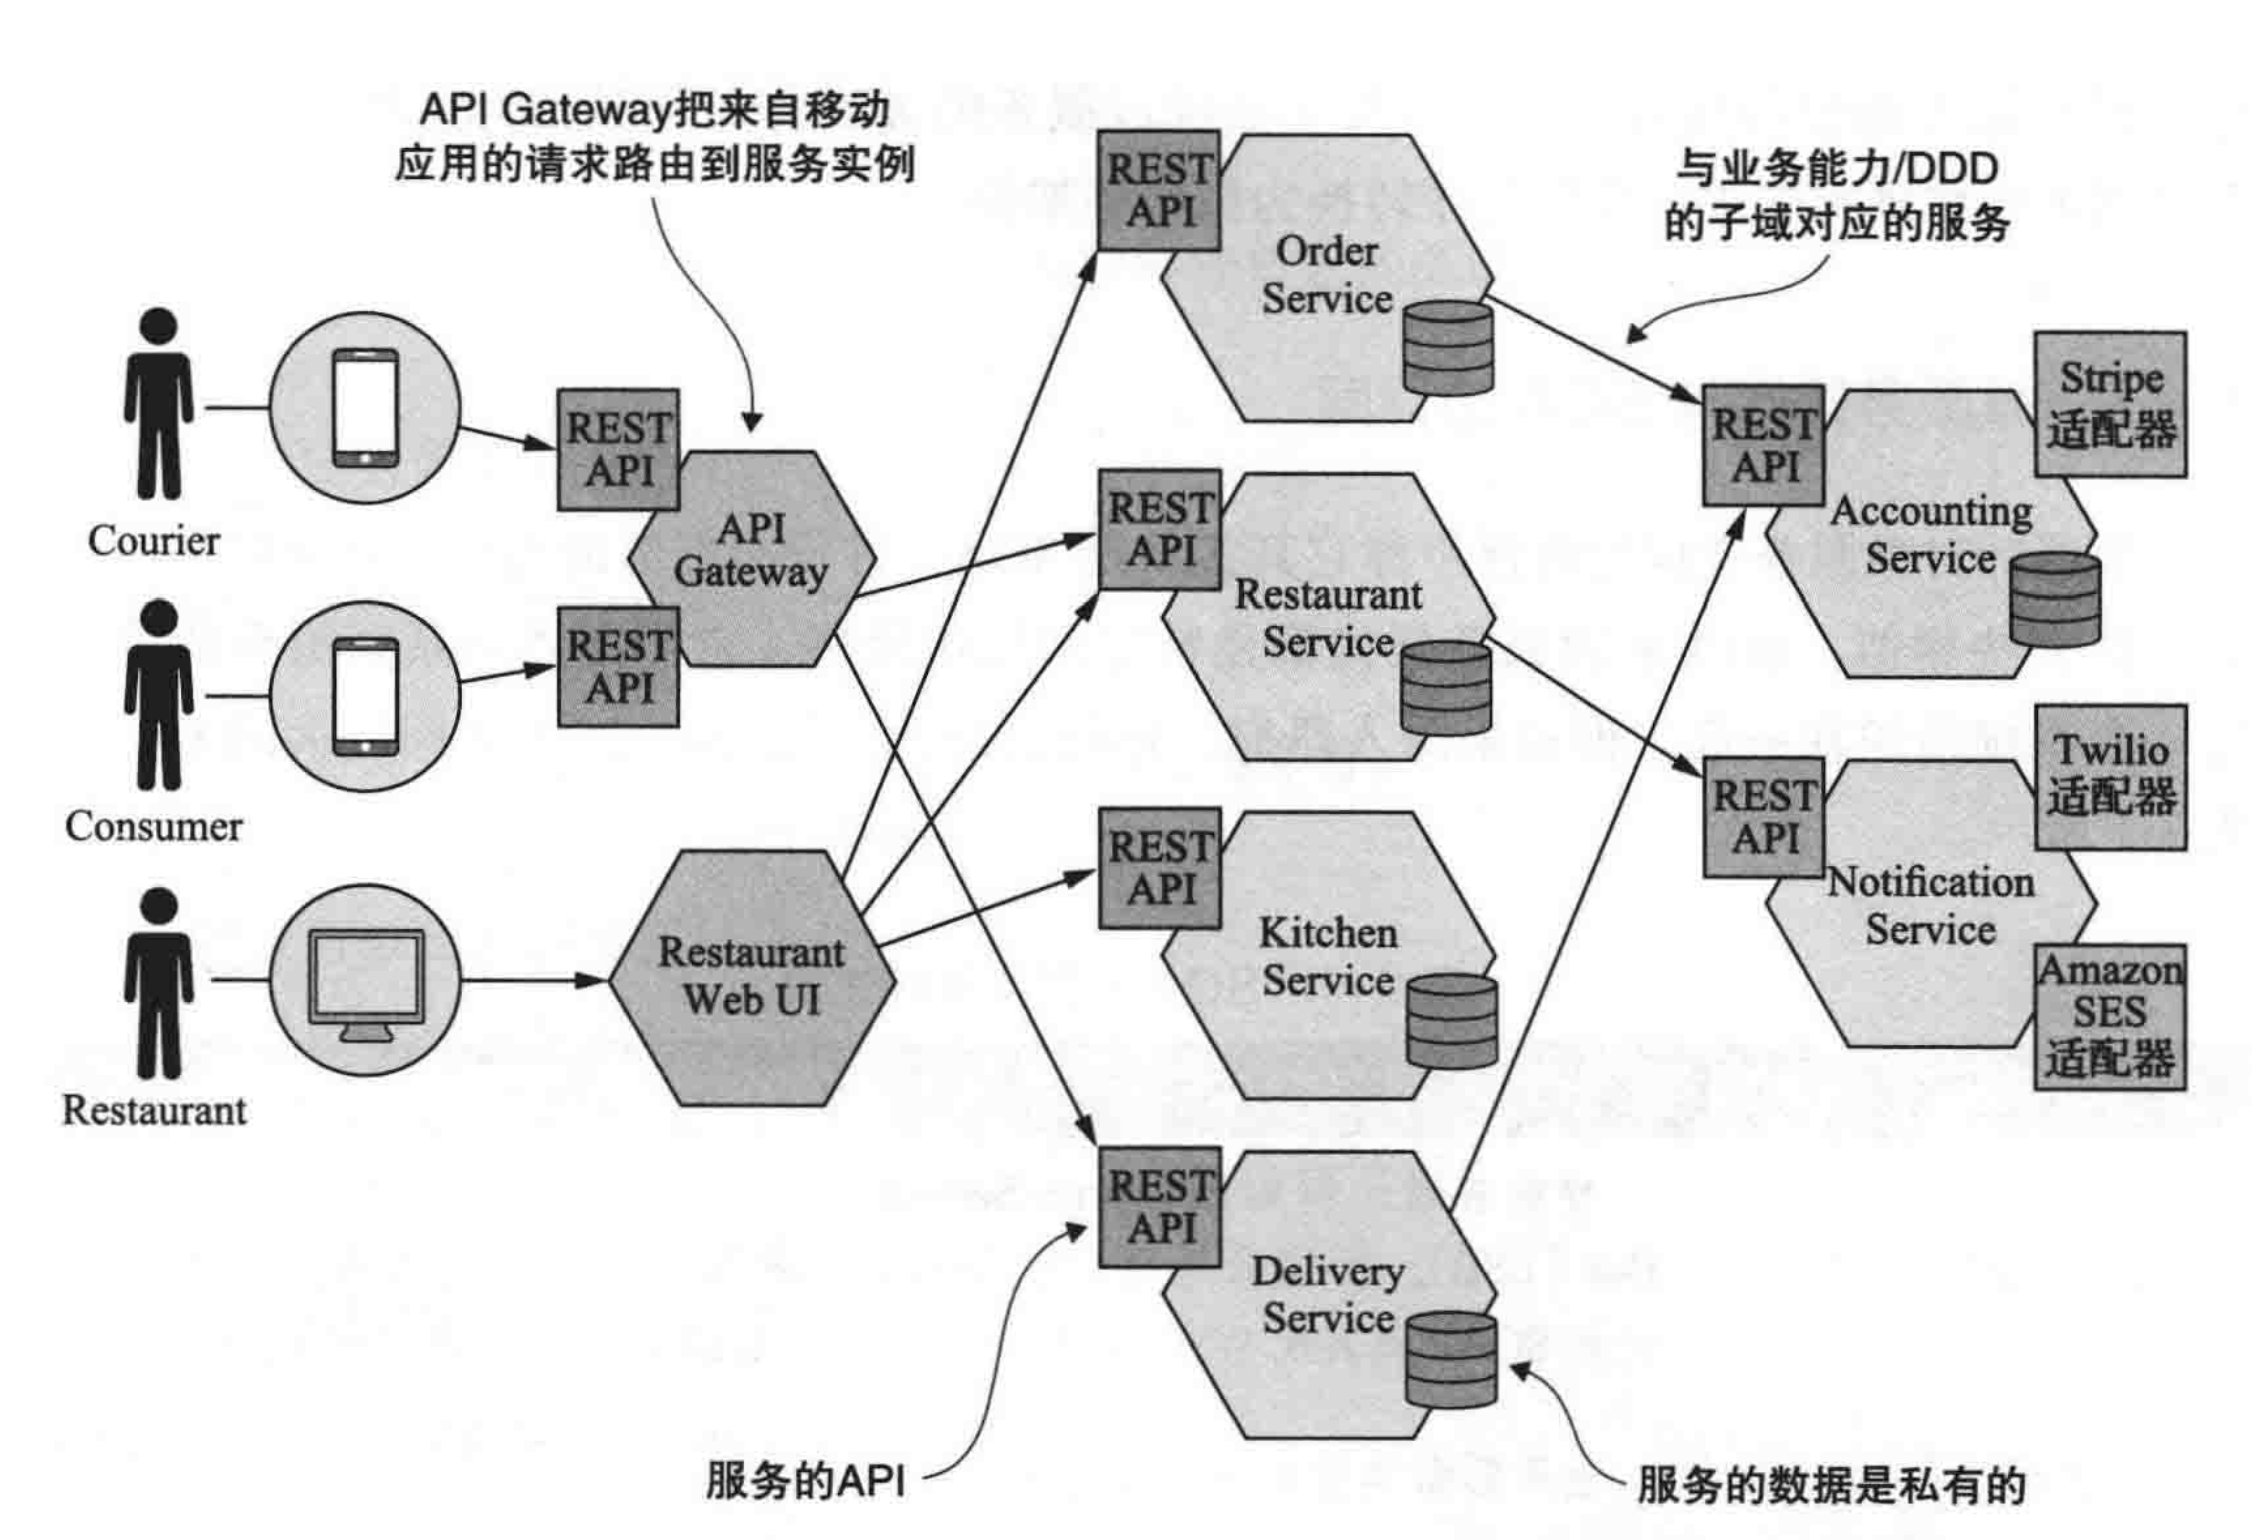 API Gateway把来自移动
应用的请求路由到服务实例
与业务能力/DDD
的子域对应的服务
REST
API
Order
Service
Stripe
适配器
REST
API
REST
API
Accounting
Service
Courier
API
Gateway
REST
API
Restaurant
Service
REST
API
Consumer
Twilio
适配器
REST
API
Notification
Service
Amazon
SES
适配器
REST
API
Kitchen
Service
Restaurant
Web UI
Restaurant
REST
API
Delivery
Service
服务的API
服务的数据是私有的